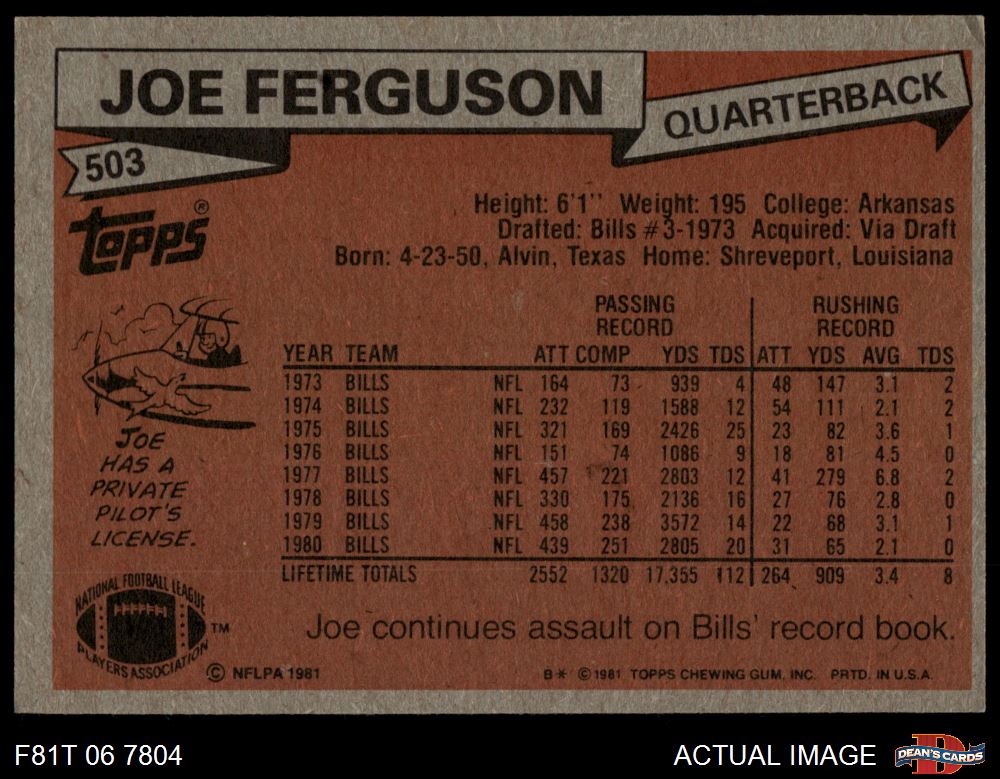 JOE FERGUSON
QUARTERBACK
503
Topps®
Height: 6'1'' Weight: 195 College: Arkansas
Drafted: Bills #3-1973 Acquired: Via Draft
Born: 4-23-50, Alvin, Texas Home: Shreveport, Louisiana
PASSING RECORD RUSHING RECORD
YEAR TEAM ATT COMP YDS TDS ATT YDS AVG TDS
1973 BILLS NFL 164 73 939 4 48 147 3.1 2
1974 BILLS NFL 232 119 1588 12 54 111 2.1 2
1975 BILLS NFL 321 169 2426 25 23 82 3.6 1
1976 BILLS NFL 151 74 1086 9 18 81 4.5 0
1977 BILLS NFL 457 221 2803 12 41 279 6.8 2
1978 BILLS NFL 330 175 2136 16 27 76 2.8 0
1979 BILLS NFL 458 238 3572 14 22 68 3.1 1
1980 BILLS NFL 439 251 2805 20 31 65 2.1 0
LIFETIME TOTALS 2552 1320 17,355 112 264 909 3.4 8
JOE
HAS A
PRIVATE
PILOT'S
LICENSE.
NATIONAL FOOTBALL LEAGUE
PLAYERS ASSOCIATION
TM
Joe continues assault on Bills' record book.
© NFLPA 1981
B* © 1981 TOPPS CHEWING GUM, INC. PRTD. IN U.S.A.
F81T 06 7804
ACTUAL IMAGE
D
DEAN'S CARDS